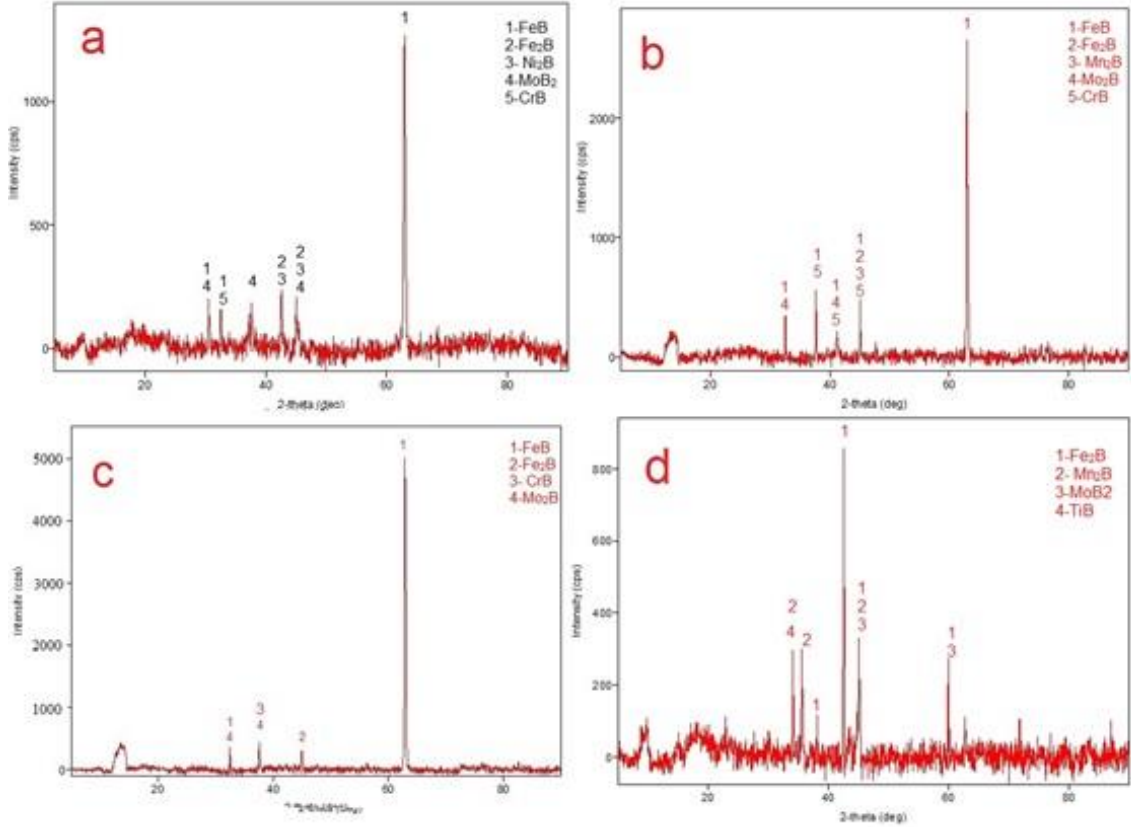 a
1-FeB
2-Fe₂B
3- Ni₂B
4-MoB₂
5-CrB
Intensity (cps)
1000
500
0
1
4
1
5
4
2
3
2
3
4
1
20
40
60
80
2-theta (deg)
b
1-FeB
2-Fe₂B
3- Mn₂B
4-Mo₂B
5-CrB
Intensity (cps)
2000
1000
0
1
4
1
5
1
4
5
1
2
3
5
1
20
40
60
80
2-theta (deg)
c
1-FeB
2-Fe₂B
3- CrB
4-Mo₂B
Intensity (cps)
5000
4000
3000
2000
1000
0
1
4
3
4
2
1
20
40
60
80
d
1-Fe₂B
2- Mn₂B
3-MoB2
4-TiB
Intensity (cps)
800
600
400
200
0
2
4
2
1
1
1
2
3
1
3
20
40
60
80
2-theta (deg)